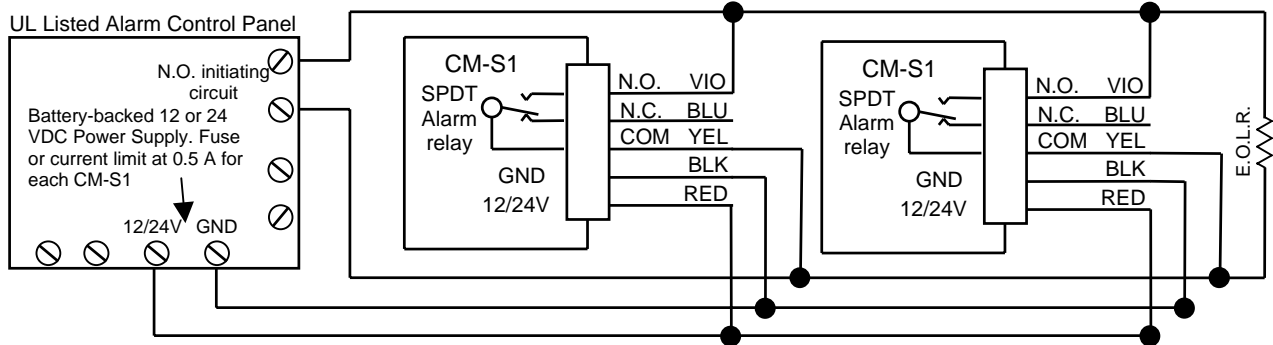 UL Listed Alarm Control Panel
N.O. initiating
circuit
Battery-backed 12 or 24
VDC Power Supply. Fuse
or current limit at 0.5 A for
each CM-S1
12/24V GND
CM-S1
SPDT
Alarm
relay
GND
12/24V
N.O. VIO
N.C. BLU
COM YEL
BLK
RED
CM-S1
SPDT
Alarm
relay
GND
12/24V
N.O. VIO
N.C. BLU
COM YEL
BLK
RED
E.O.L.R.